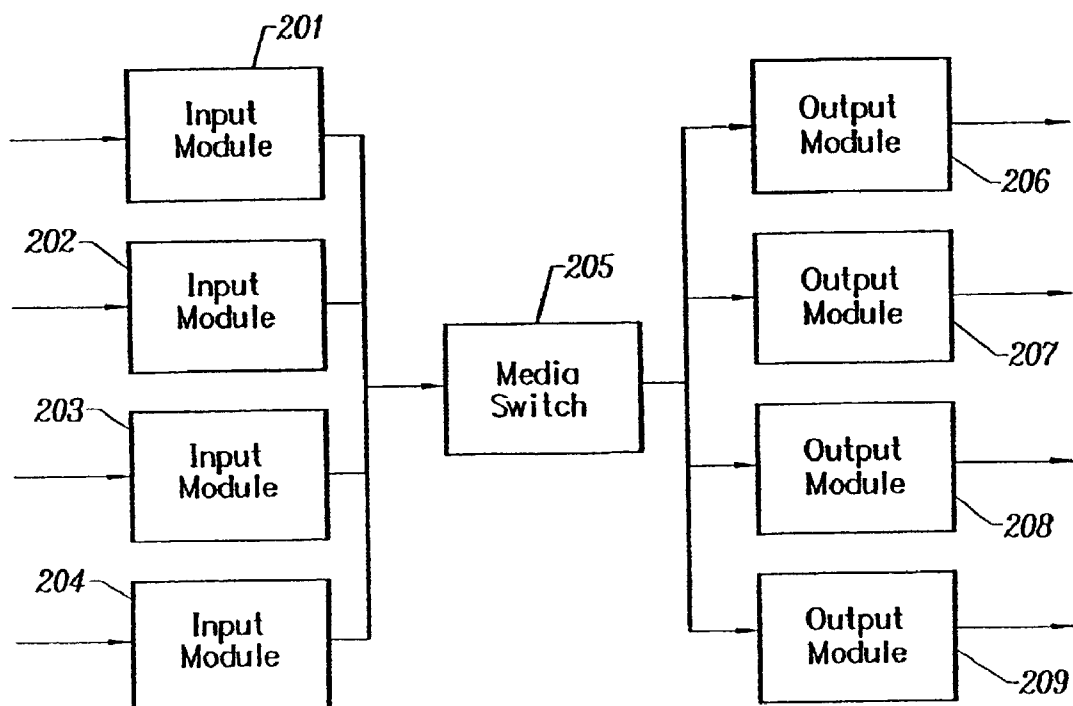 201
Input
Module
202
Input
Module
203
Input
Module
204
Input
Module
205
Media
Switch
Output
Module
206
Output
Module
207
Output
Module
208
Output
Module
209